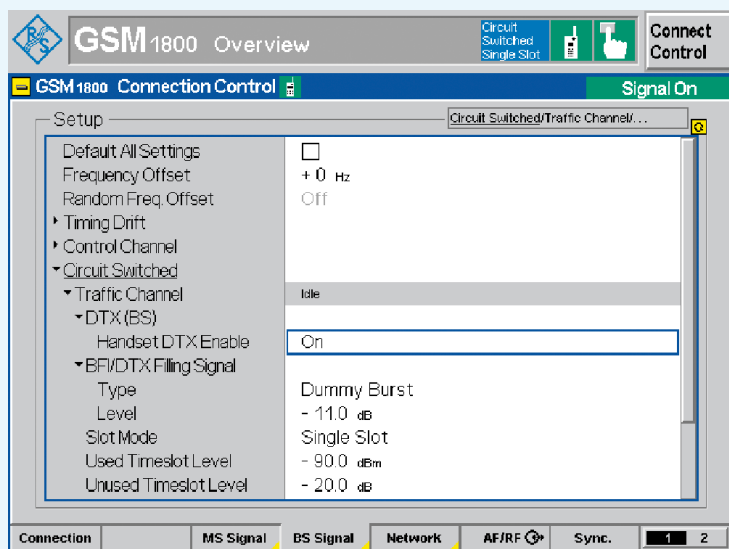 R S
GSM 1800 Overview
Circuit
Switched
Single Slot
Connect
Control
GSM 1800 Connection Control
Signal On
Setup
Circuit Switched/Traffic Channel/...
Default All Settings
Frequency Offset + 0 Hz
Random Freq. Offset Off
Timing Drift
Control Channel
Circuit Switched
Traffic Channel Idle
DTX (BS)
Handset DTX Enable On
BFI/DTX Filling Signal
Type Dummy Burst
Level - 11.0 dB
Slot Mode Single Slot
Used Timeslot Level - 90.0 dBm
Unused Timeslot Level - 20.0 dB
Connection MS Signal BS Signal Network AF/RF Sync. 1 2